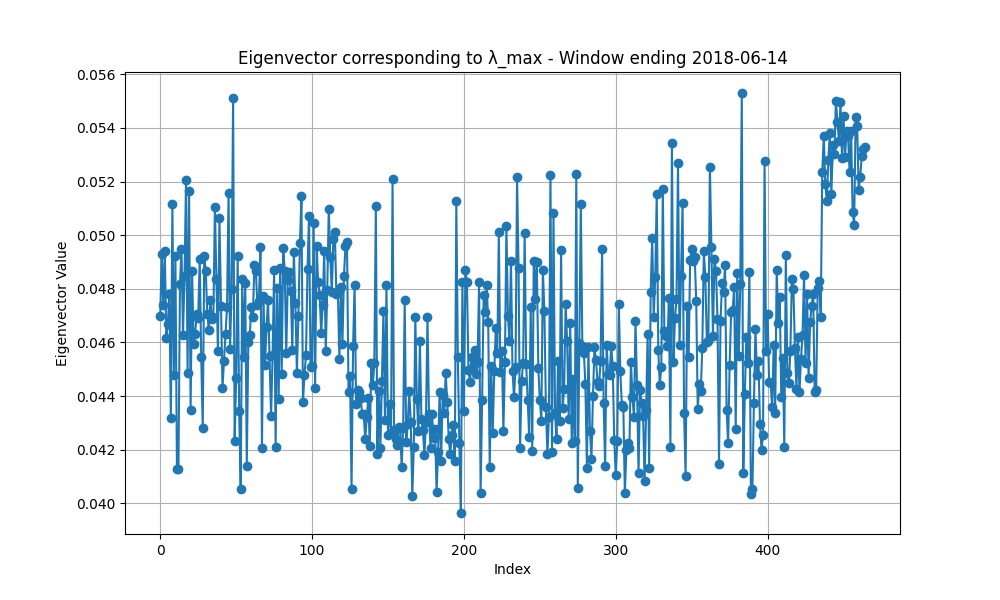 Eigenvector corresponding to λ_max - Window ending 2018-06-14
0.056
0.054
0.052
0.050
0.048
0.046
0.044
0.042
0.040
Eigenvector Value
0 100 200 300 400
Index